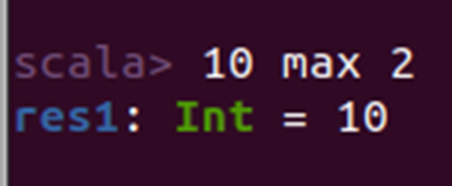 scala> 10 max 2
res1: Int = 10